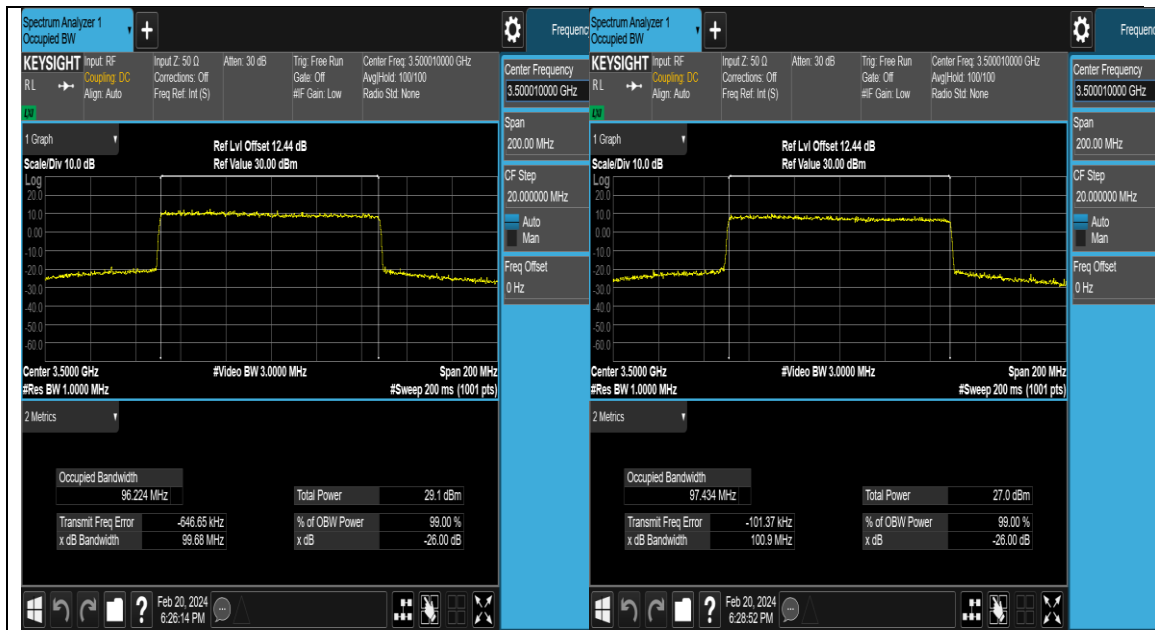 Spectrum Analyzer 1
Occupied BW
+
Frequenc
KEYSIGHT
R L
Input: RF
Coupling: DC
Align: Auto
Input Z: 50 Ω
Corrections: Off
Freq Ref: Int (S)
Atten: 30 dB
Trig: Free Run
Gate: Off
#IF Gain: Low
Center Freq: 3.500010000 GHz
Avg|Hold: 100/100
Radio Std: None
Center Frequency
3.500010000 GHz
Span
200.00 MHz
CF Step
20.000000 MHz
Auto
Man
Freq Offset
0 Hz
1 Graph
Scale/Div 10.0 dB
Ref Lvl Offset 12.44 dB
Ref Value 30.00 dBm
Log
20.0
10.0
0.00
-10.0
-20.0
-30.0
-40.0
-50.0
-60.0
Center 3.5000 GHz
#Res BW 1.0000 MHz
#Video BW 3.0000 MHz
Span 200 MHz
#Sweep 200 ms (1001 pts)
2 Metrics
Occupied Bandwidth
96.224 MHz
Transmit Freq Error -646.65 kHz
x dB Bandwidth 99.68 MHz
Total Power 29.1 dBm
% of OBW Power 99.00 %
x dB -26.00 dB
?
Feb 20, 2024
6:26:14 PM
Spectrum Analyzer 1
Occupied BW
+
Frequenc
KEYSIGHT
R L
Input: RF
Coupling: DC
Align: Auto
Input Z: 50 Ω
Corrections: Off
Freq Ref: Int (S)
Atten: 30 dB
Trig: Free Run
Gate: Off
#IF Gain: Low
Center Freq: 3.500010000 GHz
Avg|Hold: 100/100
Radio Std: None
Center Frequency
3.500010000 GHz
Span
200.00 MHz
CF Step
20.000000 MHz
Auto
Man
Freq Offset
0 Hz
1 Graph
Scale/Div 10.0 dB
Ref Lvl Offset 12.44 dB
Ref Value 30.00 dBm
Log
20.0
10.0
0.00
-10.0
-20.0
-30.0
-40.0
-50.0
-60.0
Center 3.5000 GHz
#Res BW 1.0000 MHz
#Video BW 3.0000 MHz
Span 200 MHz
#Sweep 200 ms (1001 pts)
2 Metrics
Occupied Bandwidth
97.434 MHz
Transmit Freq Error -101.37 kHz
x dB Bandwidth 100.9 MHz
Total Power 27.0 dBm
% of OBW Power 99.00 %
x dB -26.00 dB
?
Feb 20, 2024
6:28:52 PM